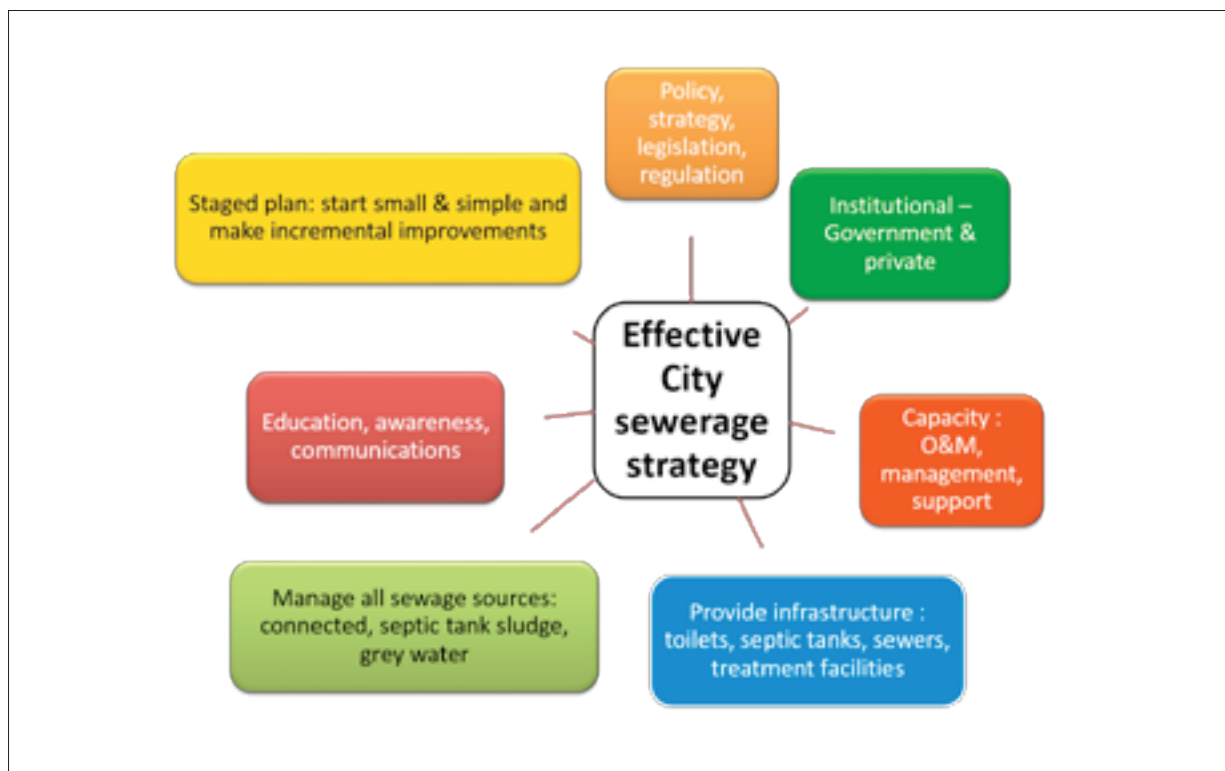 Policy,
strategy,
legislation,
regulation
Institutional –
Government &
private
Capacity :
O&M,
management,
support
Provide infrastructure :
toilets, septic tanks, sewers,
treatment facilities
Manage all sewage sources:
connected, septic tank sludge,
grey water
Education, awareness,
communications
Staged plan: start small & simple and
make incremental improvements
Effective
City
sewerage
strategy